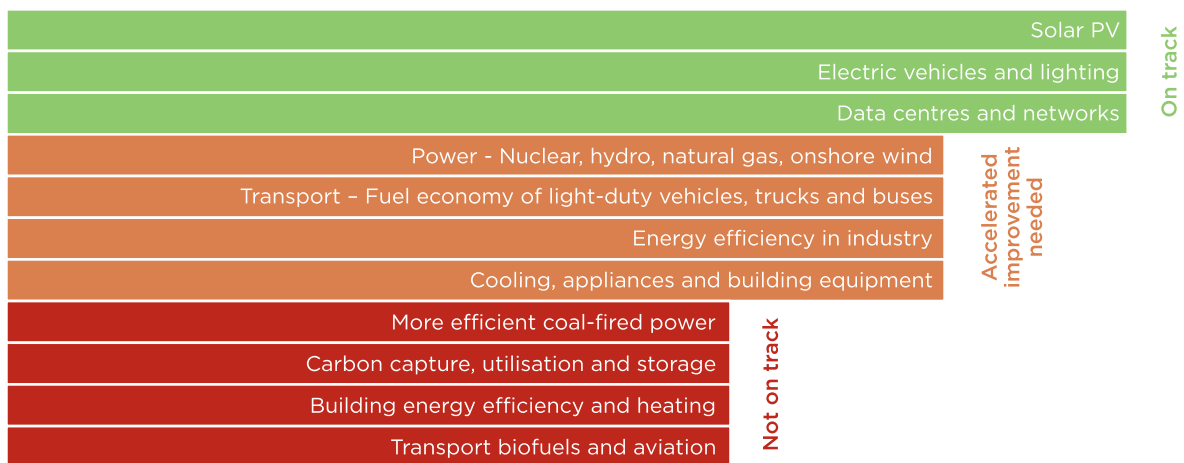 Solar PV
Electric vehicles and lighting
Data centres and networks
On track
Power - Nuclear, hydro, natural gas, onshore wind
Transport – Fuel economy of light-duty vehicles, trucks and buses
Energy efficiency in industry
Cooling, appliances and building equipment
Accelerated
improvement
needed
More efficient coal-fired power
Carbon capture, utilisation and storage
Building energy efficiency and heating
Transport biofuels and aviation
Not on track